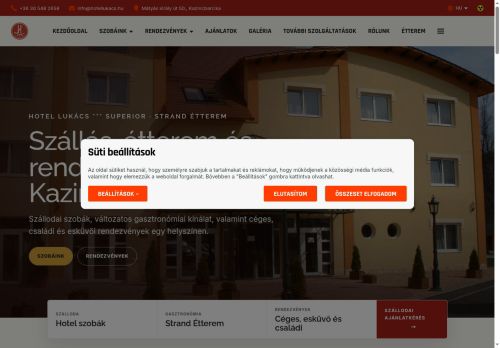 +36 30 548 2959 info@hotellukacs.hu Mátyás király út 50., Kazincbarcika HU
KEZDŐOLDAL SZOBÁINK RENDEZVÉNYEK AJÁNLATOK GALÉRIA TOVÁBBI SZOLGÁLTATÁSOK RÓLUNK ÉTTEREM
HOTEL LUKÁCS *** SUPERIOR · STRAND ÉTTEREM
Szállás, étterem és
Süti beállítások
Az oldal sütiket használ, hogy személyre szabjuk a tartalmakat és reklámokat, hogy működjenek a közösségi média funkciók,
valamint hogy elemezzük a weboldal forgalmát. Bővebben a "Beállítások" gombra kattintva olvashat.
BEÁLLÍTÁSOK ELUTASÍTOM ÖSSZESET ELFOGADOM
Szállodai szobák, változatos gasztronómiai kínálat, valamint céges,
családi és esküvői rendezvények egy helyszínen.
SZOBÁINK RENDEZVÉNYEK
SZÁLLODA
Hotel szobák
GASZTRONÓMIA
Strand Étterem
RENDEZVÉNYEK
Céges, esküvő és
családi
SZÁLLODAI
AJÁNLATKÉRÉS
→